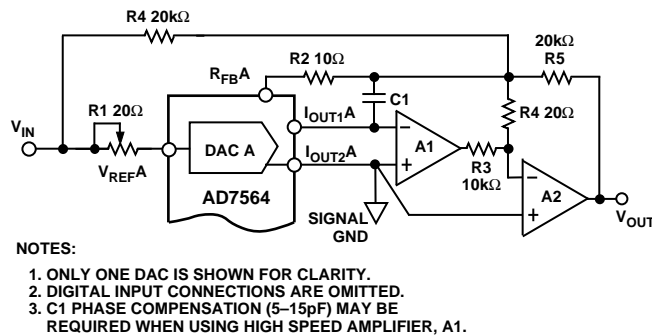 R4 20kΩ
20kΩ
R5
R2 10Ω
RFBA
C1
R1 20Ω
IOUT1A
R4 20Ω
VIN
DAC A
A1
VREFA
IOUT2A
R3
10kΩ
AD7564
A2
SIGNAL
GND
VOUT
NOTES:
1. ONLY ONE DAC IS SHOWN FOR CLARITY.
2. DIGITAL INPUT CONNECTIONS ARE OMITTED.
3. C1 PHASE COMPENSATION (5–15pF) MAY BE
REQUIRED WHEN USING HIGH SPEED AMPLIFIER, A1.